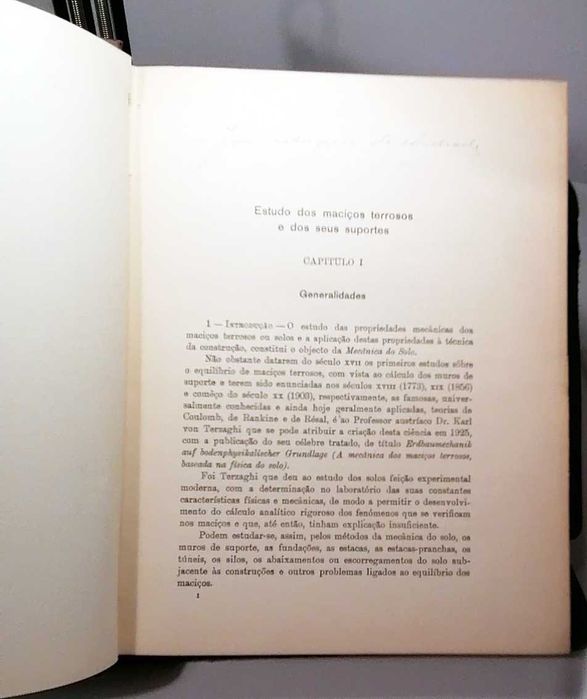 Estudo dos maciços terrosos
e dos seus suportes
CAPÍTULO I
Generalidades
1 — INTRODUÇÃO — O estudo das propriedades mecânicas dos
maciços terrosos ou solos e a aplicação destas propriedades à técnica
da construção, constitui o objecto da Mecânica do Solo.
Não obstante datarem do século XVII os primeiros estudos sôbre
o equilíbrio de maciços terrosos, com vista ao cálculo dos muros de
suporte e terem sido enunciadas nos séculos XVIII (1773), XIX (1856)
e comêço do século XX (1903), respectivamente, as famosas, univer-
salmente conhecidas e ainda hoje geralmente aplicadas, teorias de
Coulomb, de Rankine e de Résal, é ao Professor austríaco Dr. Karl
von Terzaghi que se pode atribuir a criação desta ciência em 1925,
com a publicação do seu célebre tratado, de título Erdbaumechanik
auf bodenphysikalischer Grundlage (A mecânica dos maciços terrosos,
baseada na física do solo).
Foi Terzaghi que deu ao estudo dos solos feição experimental
moderna, com a determinação no laboratório das suas constantes
características físicas e mecânicas, de modo a permitir o desenvolvi-
mento do cálculo analítico rigoroso dos fenómenos que se verificam
nos maciços e que, até então, tinham explicação insuficiente.
Podem estudar-se, assim, pelos métodos da mecânica do solo, os
muros de suporte, as fundações, as estacas, as estacas-pranchas, os
túneis, os silos, os abaixamentos ou escorregamentos do solo sub-
jacente às construções e outros problemas ligados ao equilíbrio dos
maciços.
1